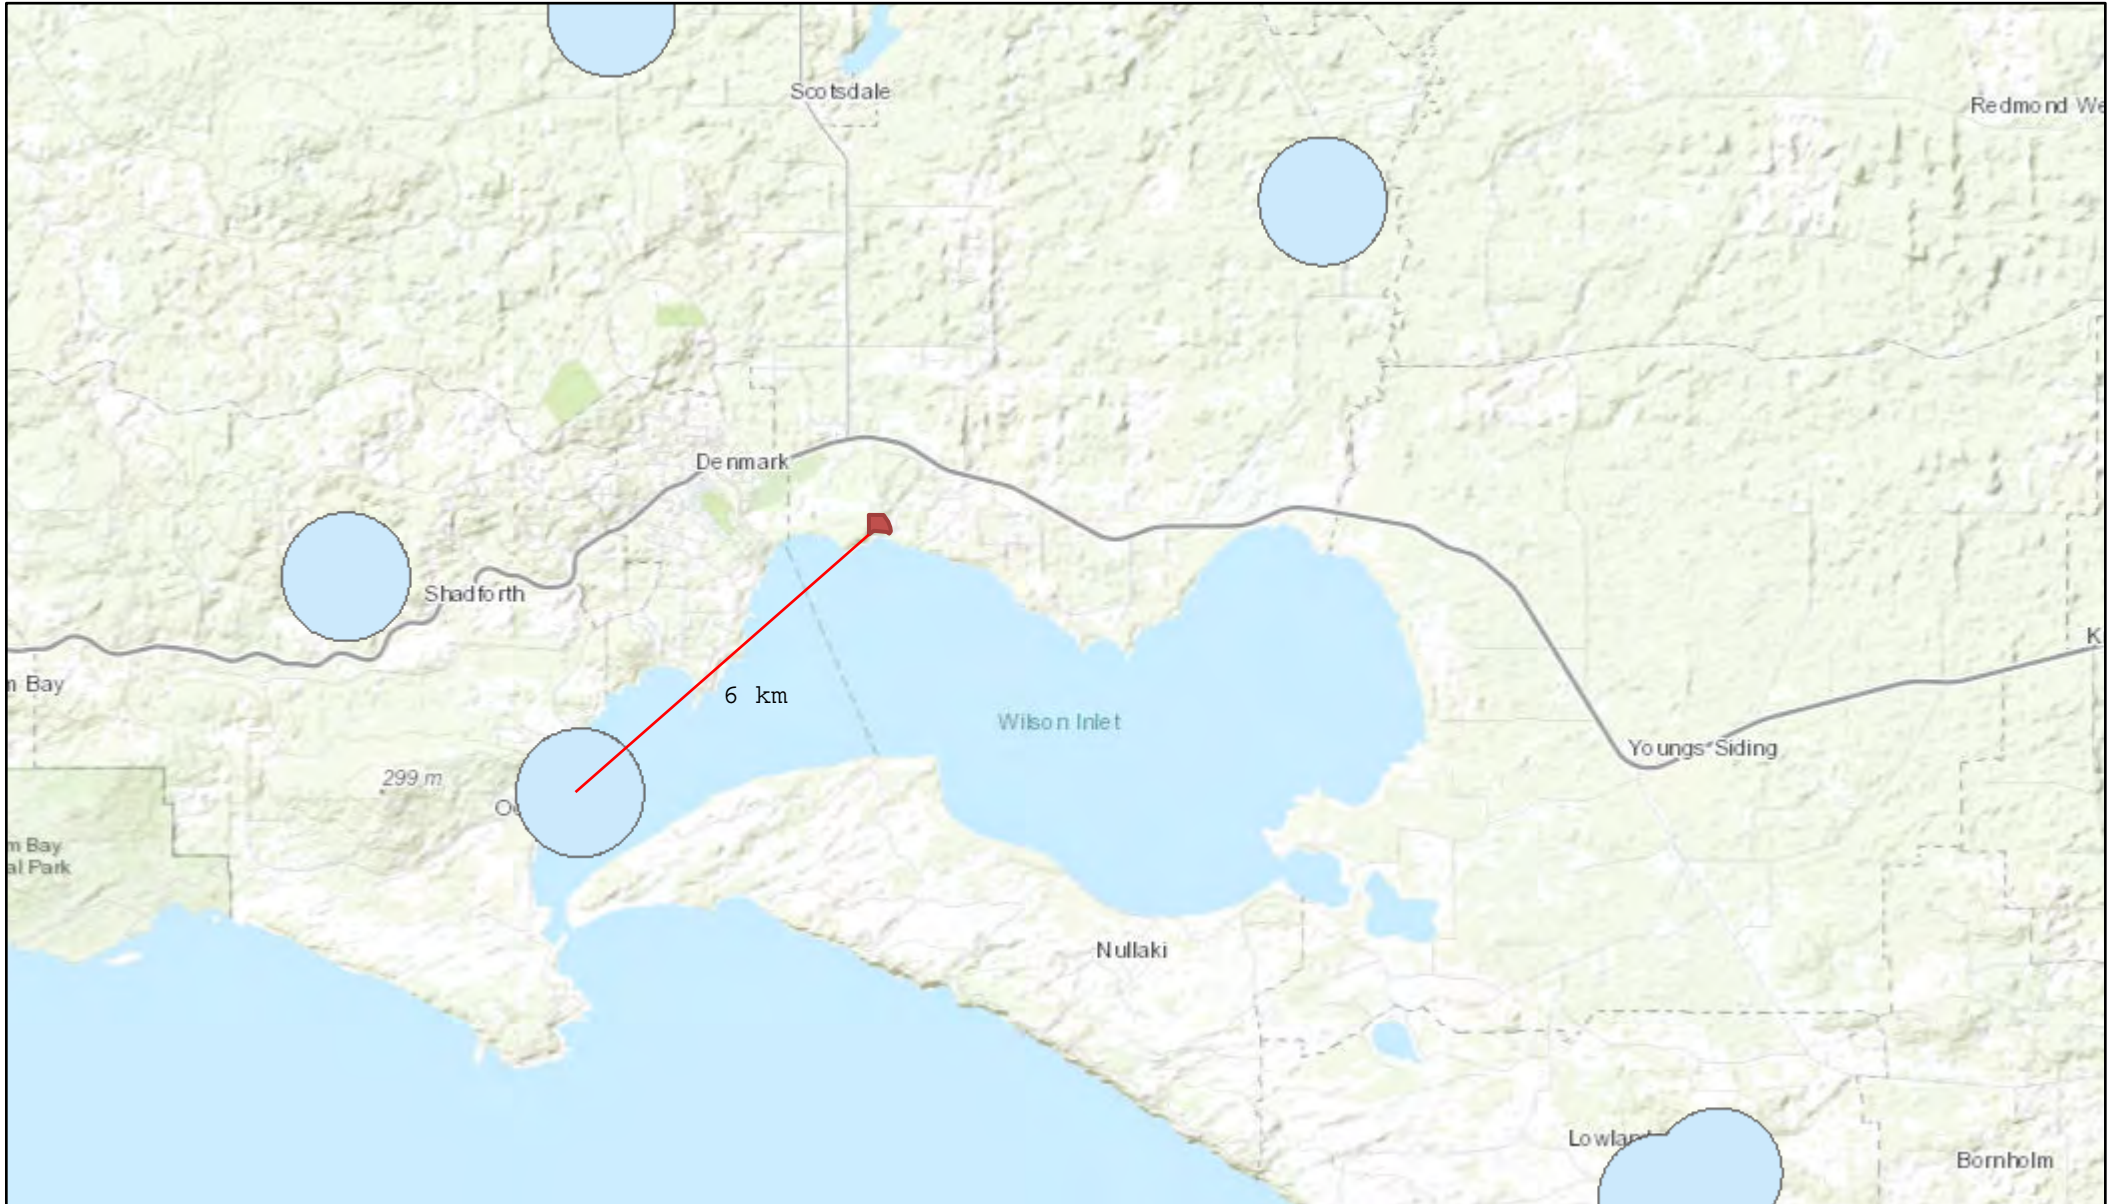 Scotsdale
Redmond We
Denmark
Shadforth
K
m Bay
6 km
Wilson Inlet
Youngs Siding
299 m
m Bay
al Park
Nullaki
Bornholm